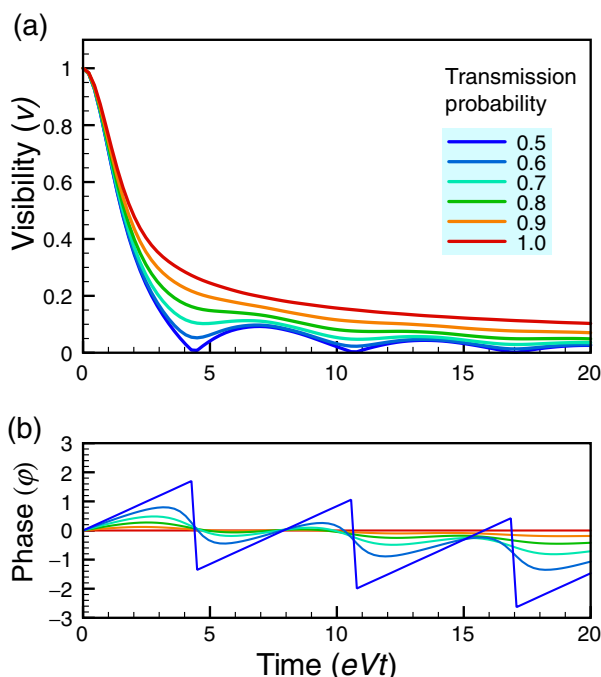 (a)
Visibility (v)
1
0.8
0.6
0.4
0.2
0
Transmission
probability
0.5
0.6
0.7
0.8
0.9
1.0
0 5 10 15 20
(b)
Phase (φ)
3
2
1
0
−1
−2
−3
0 5 10 15 20
Time (eVt)